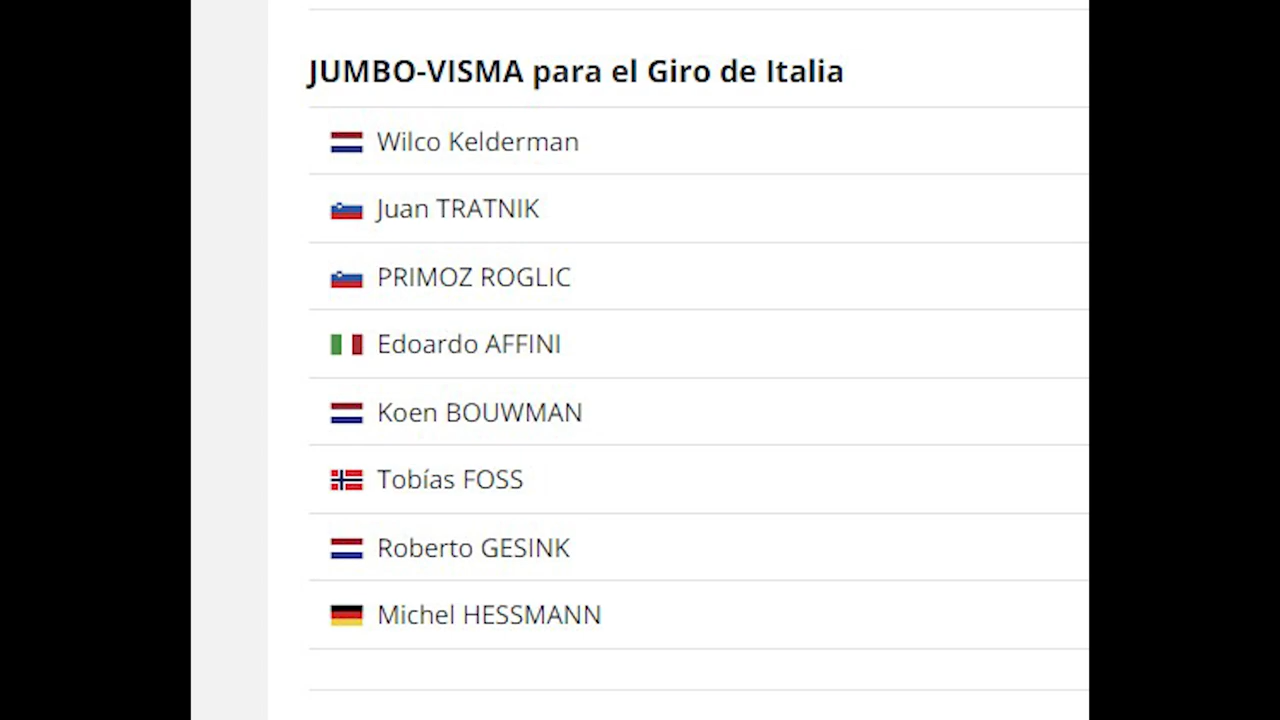 JUMBO-VISMA para el Giro de Italia
Wilco Kelderman
Juan TRATNIK
PRIMOZ ROGLIC
Edoardo AFFINI
Koen BOUWMAN
Tobías FOSS
Roberto GESINK
Michel HESSMANN